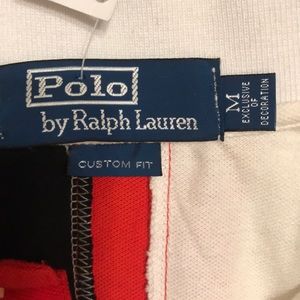 Polo
by Ralph Lauren
M
EXCLUSIVE
OF
DECORATION
CUSTOM FIT